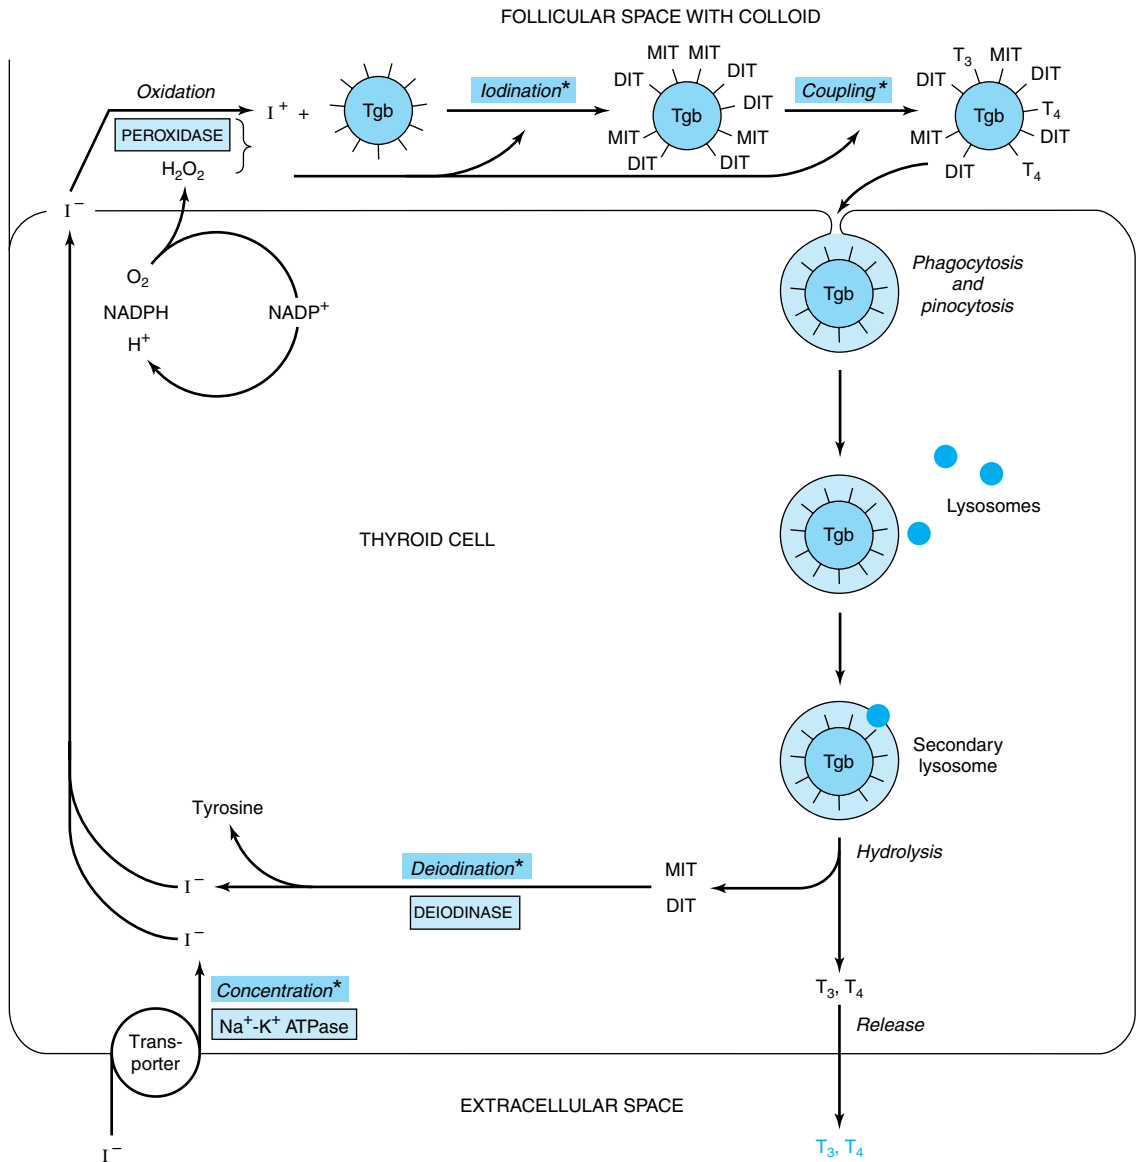 FOLLICULAR SPACE WITH COLLOID
Oxidation
PEROXIDASE
H2O2
I+ +
Tgb
Iodination*
MIT MIT
DIT DIT
DIT
Tgb
MIT MIT
DIT DIT
Coupling*
T3 MIT
DIT DIT
T4
Tgb
MIT DIT
DIT T4
I−
O2
NADPH
H+
NADP+
Tgb
Phagocytosis
and
pinocytosis
THYROID CELL
Tgb
Lysosomes
Tgb
Secondary
lysosome
Hydrolysis
Tyrosine
Deiodination*
DEIODINASE
MIT
DIT
I−
I−
Concentration*
Na+-K+ ATPase
Trans-
porter
T3, T4
Release
EXTRACELLULAR SPACE
I−
T3, T4